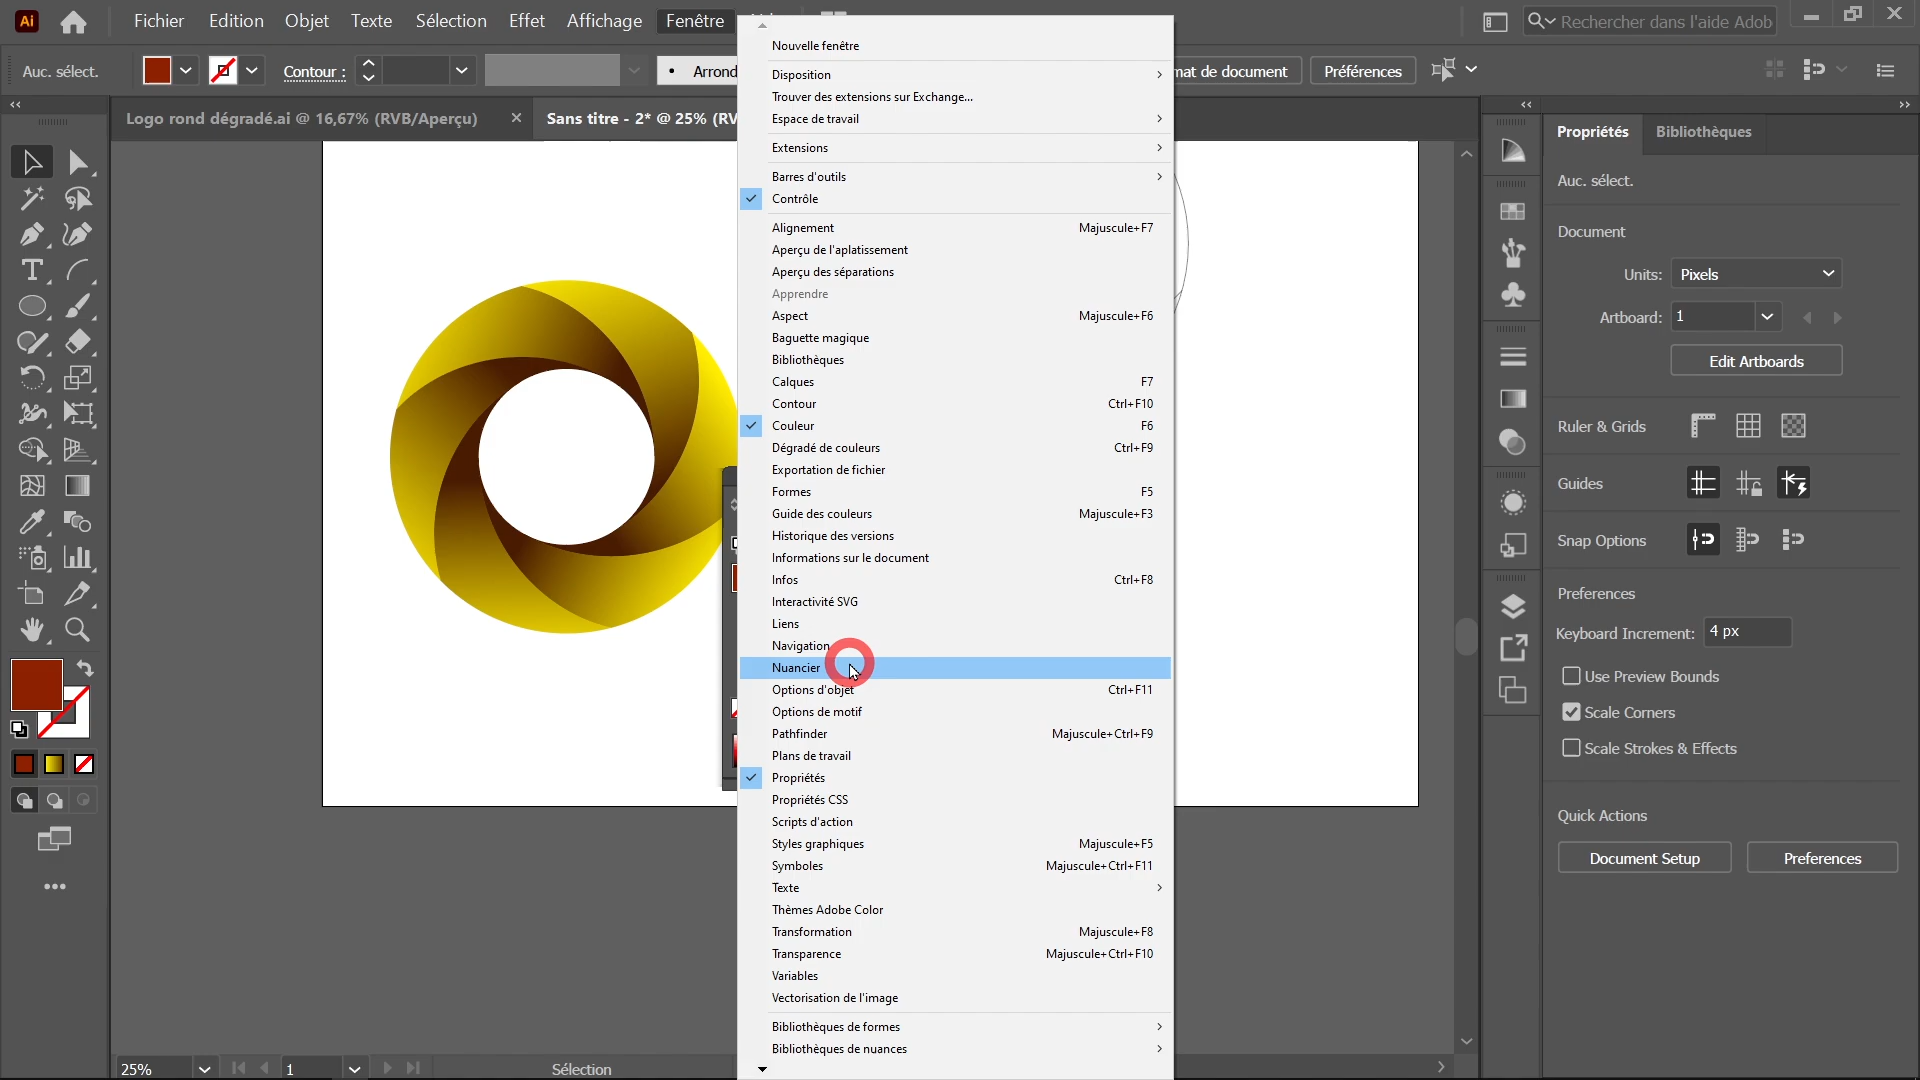 Ai Fichier Edition Objet Texte Sélection Effet Affichage Fenêtre Rechercher dans l'aide Adob
Auc. sélect. Contour : Arrond mat de document Préférences
Logo rond dégradé.ai @ 16,67% (RVB/Aperçu) Sans titre - 2* @ 25% (RV
Nouvelle fenêtre
Disposition
Trouver des extensions sur Exchange...
Espace de travail
Extensions
Barres d'outils
Contrôle
Alignement Majuscule+F7
Aperçu de l'aplatissement
Aperçu des séparations
Apprendre
Aspect Majuscule+F6
Baguette magique
Bibliothèques
Calques F7
Contour Ctrl+F10
Couleur F6
Dégradé de couleurs Ctrl+F9
Exportation de fichier
Formes F5
Guide des couleurs Majuscule+F3
Historique des versions
Informations sur le document
Infos Ctrl+F8
Interactivité SVG
Liens
Navigation
Nuancier
Options d'objet Ctrl+F11
Options de motif
Pathfinder Majuscule+Ctrl+F9
Plans de travail
Propriétés
Propriétés CSS
Scripts d'action
Styles graphiques Majuscule+F5
Symboles Majuscule+Ctrl+F11
Texte
Thèmes Adobe Color
Transformation Majuscule+F8
Transparence Majuscule+Ctrl+F10
Variables
Vectorisation de l'image
Bibliothèques de formes
Bibliothèques de nuances
Propriétés Bibliothèques
Auc. sélect.
Document
Units: Pixels
Artboard: 1
Edit Artboards
Ruler & Grids
Guides
Snap Options
Preferences
Keyboard Increment: 4 px
Use Preview Bounds
Scale Corners
Scale Strokes & Effects
Quick Actions
Document Setup Preferences
25% 1 Sélection